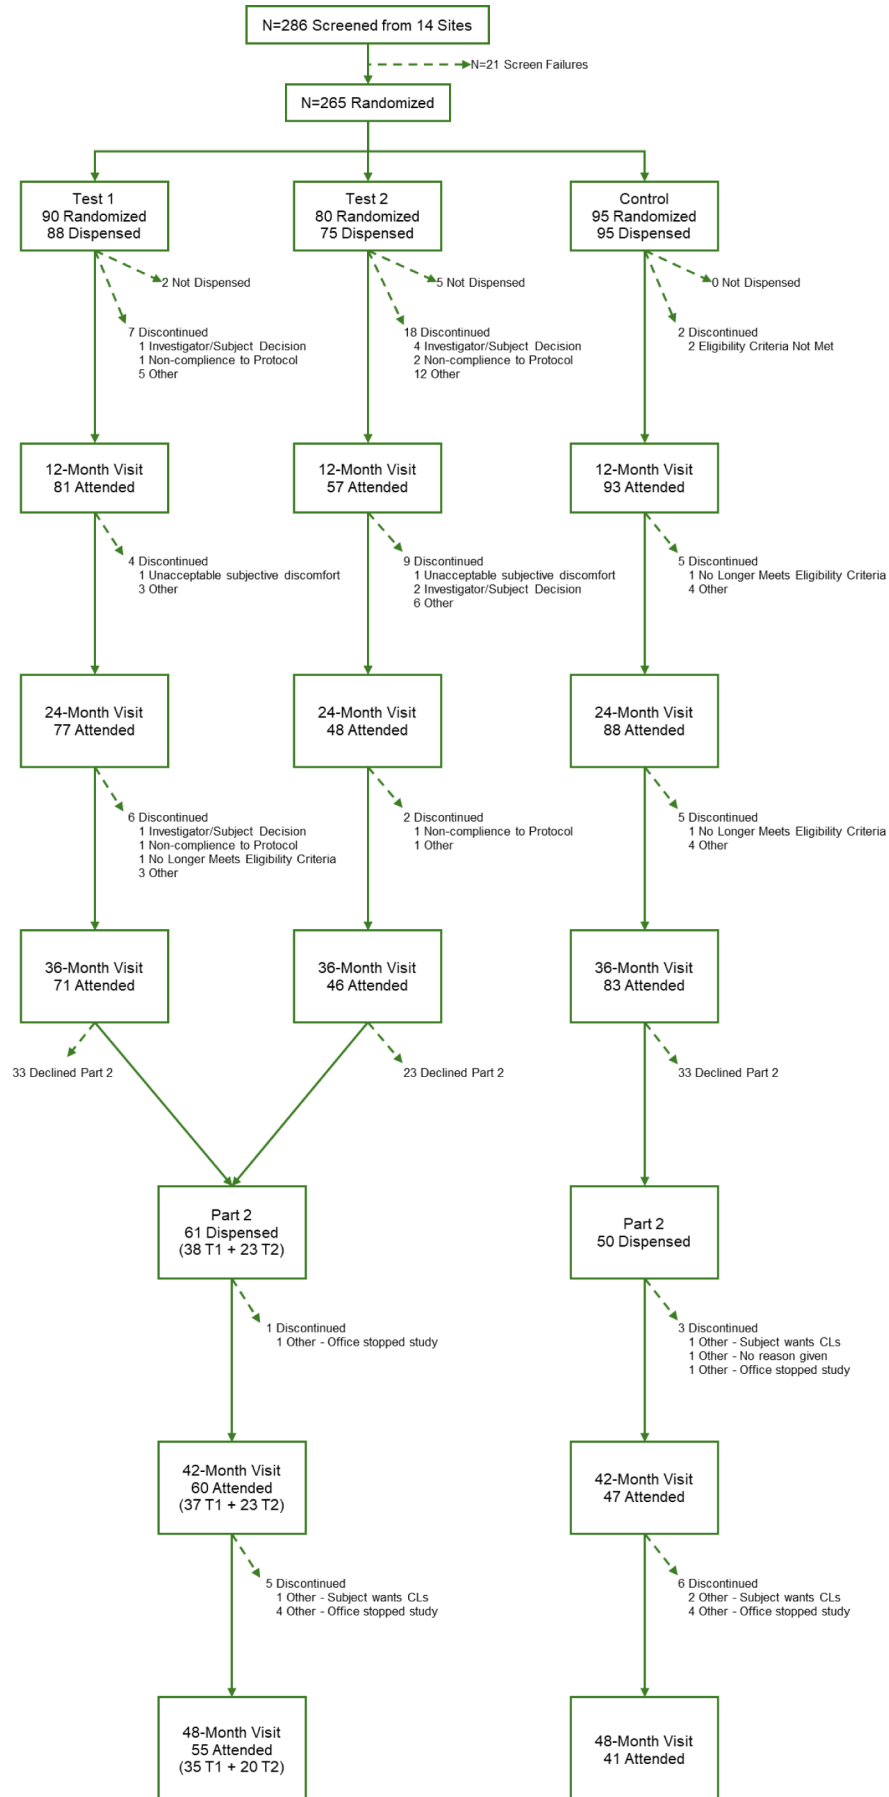 N=286 Screened from 14 Sites
N=21 Screen Failures
N=265 Randomized
Test 1
90 Randomized
88 Dispensed
Test 2
80 Randomized
75 Dispensed
Control
95 Randomized
95 Dispensed
2 Not Dispensed
5 Not Dispensed
0 Not Dispensed
7 Discontinued
1 Investigator/Subject Decision
1 Non-complience to Protocol
5 Other
18 Discontinued
4 Investigator/Subject Decision
2 Non-complience to Protocol
12 Other
2 Discontinued
2 Eligibility Criteria Not Met
12-Month Visit
81 Attended
12-Month Visit
57 Attended
12-Month Visit
93 Attended
4 Discontinued
1 Unacceptable subjective discomfort
3 Other
9 Discontinued
1 Unacceptable subjective discomfort
2 Investigator/Subject Decision
6 Other
5 Discontinued
1 No Longer Meets Eligibility Criteria
4 Other
24-Month Visit
77 Attended
24-Month Visit
48 Attended
24-Month Visit
88 Attended
6 Discontinued
1 Investigator/Subject Decision
1 Non-complience to Protocol
1 No Longer Meets Eligibility Criteria
3 Other
2 Discontinued
1 Non-complience to Protocol
1 Other
5 Discontinued
1 No Longer Meets Eligibility Criteria
4 Other
36-Month Visit
71 Attended
36-Month Visit
46 Attended
36-Month Visit
83 Attended
33 Declined Part 2
23 Declined Part 2
33 Declined Part 2
Part 2
61 Dispensed
(38 T1 + 23 T2)
Part 2
50 Dispensed
1 Discontinued
1 Other - Office stopped study
3 Discontinued
1 Other - Subject wants CLs
1 Other - No reason given
1 Other - Office stopped study
42-Month Visit
60 Attended
(37 T1 + 23 T2)
42-Month Visit
47 Attended
5 Discontinued
1 Other - Subject wants CLs
4 Other - Office stopped study
6 Discontinued
2 Other - Subject wants CLs
4 Other - Office stopped study
48-Month Visit
55 Attended
(35 T1 + 20 T2)
48-Month Visit
41 Attended